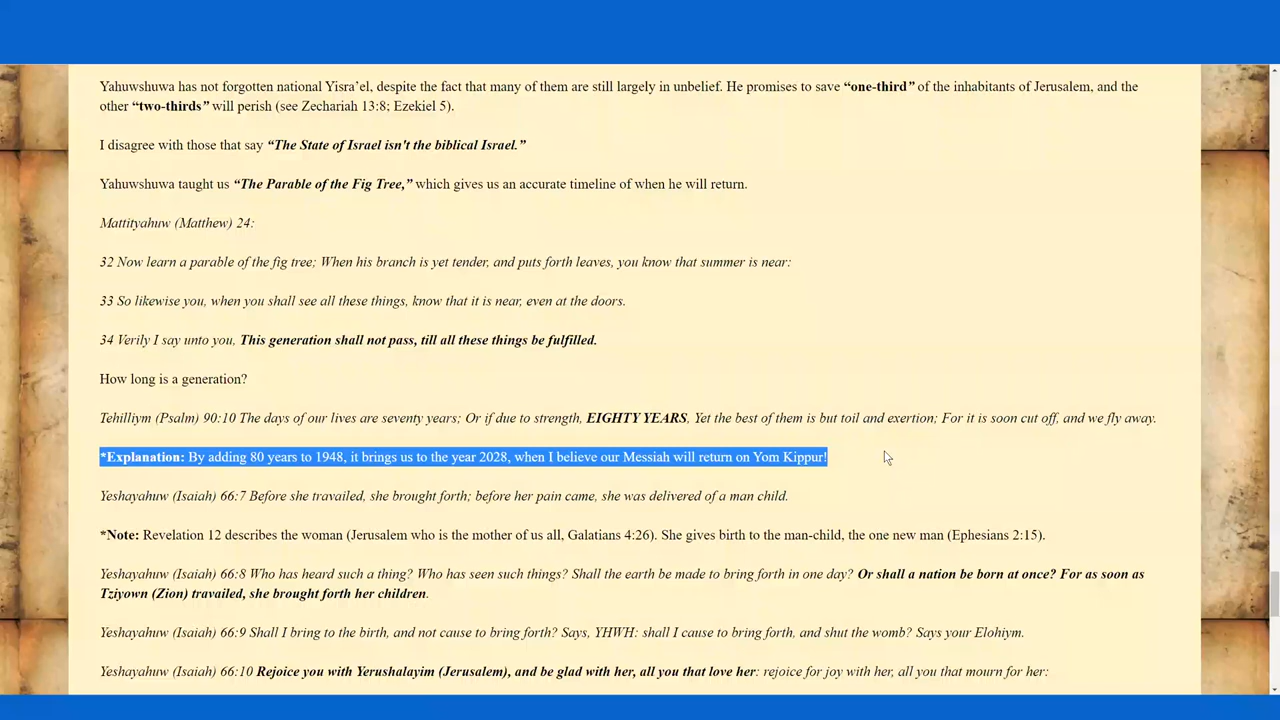 Yahuwshuwa has not forgotten national Yisra’el, despite the fact that many of them are still largely in unbelief. He promises to save “one-third” of the inhabitants of Jerusalem, and the
other “two-thirds” will perish (see Zechariah 13:8; Ezekiel 5).
I disagree with those that say “The State of Israel isn't the biblical Israel.”
Yahuwshuwa taught us “The Parable of the Fig Tree,” which gives us an accurate timeline of when he will return.
Mattityahuw (Matthew) 24:
32 Now learn a parable of the fig tree; When his branch is yet tender, and puts forth leaves, you know that summer is near:
33 So likewise you, when you shall see all these things, know that it is near, even at the doors.
34 Verily I say unto you, This generation shall not pass, till all these things be fulfilled.
How long is a generation?
Tehilliym (Psalm) 90:10 The days of our lives are seventy years; Or if due to strength, EIGHTY YEARS, Yet the best of them is but toil and exertion; For it is soon cut off, and we fly away.
*Explanation: By adding 80 years to 1948, it brings us to the year 2028, when I believe our Messiah will return on Yom Kippur!
Yeshayahuw (Isaiah) 66:7 Before she travailed, she brought forth; before her pain came, she was delivered of a man child.
*Note: Revelation 12 describes the woman (Jerusalem who is the mother of us all, Galatians 4:26). She gives birth to the man-child, the one new man (Ephesians 2:15).
Yeshayahuw (Isaiah) 66:8 Who has heard such a thing? Who has seen such things? Shall the earth be made to bring forth in one day? Or shall a nation be born at once? For as soon as
Tziyown (Zion) travailed, she brought forth her children.
Yeshayahuw (Isaiah) 66:9 Shall I bring to the birth, and not cause to bring forth? Says, YHWH: shall I cause to bring forth, and shut the womb? Says your Elohiym.
Yeshayahuw (Isaiah) 66:10 Rejoice you with Yerushalayim (Jerusalem), and be glad with her, all you that love her: rejoice for joy with her, all you that mourn for her: